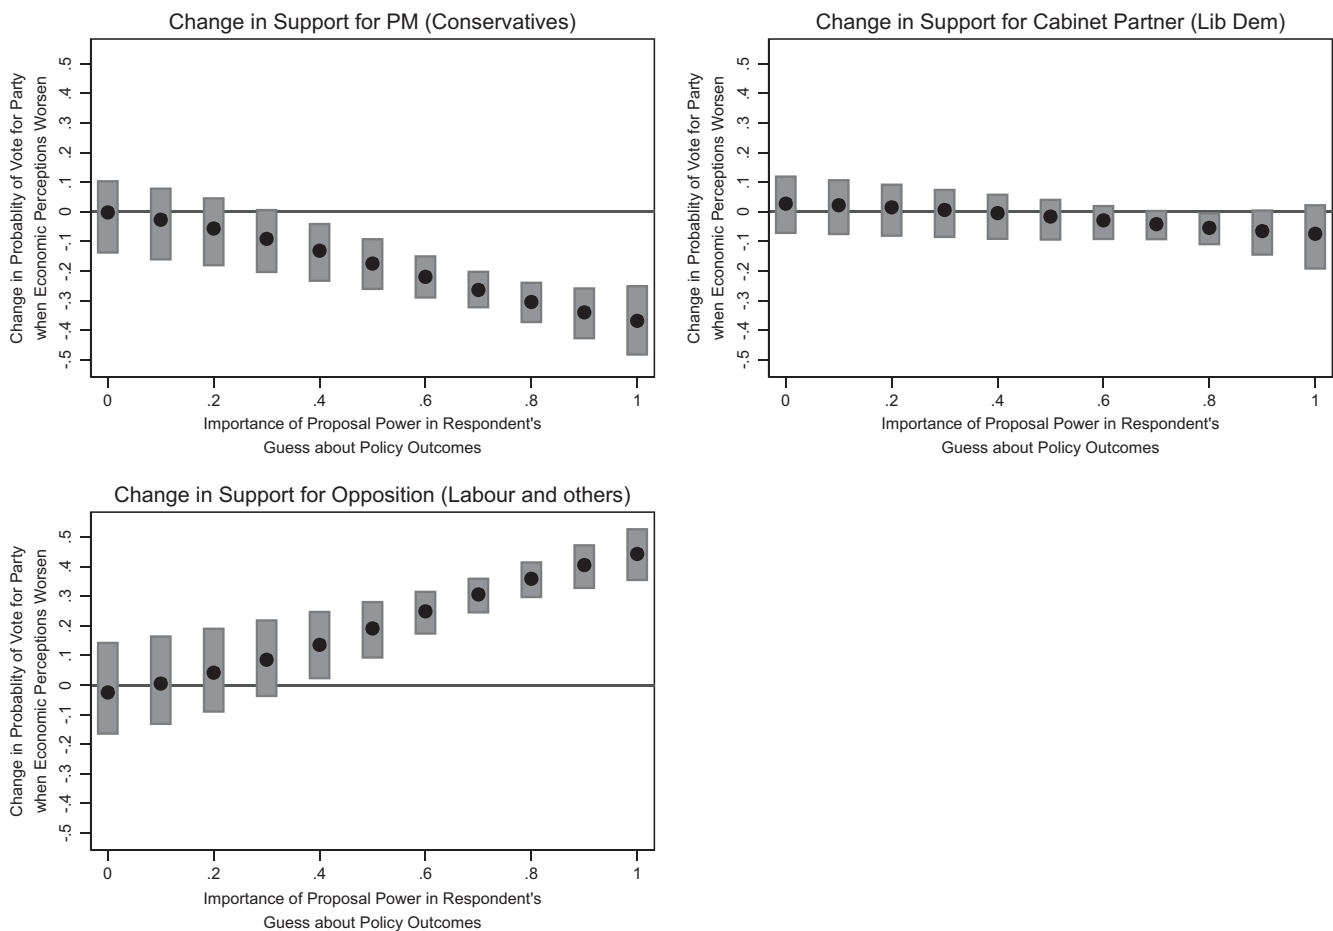 Change in Support for PM (Conservatives)
Change in Probablity of Vote for Party
when Economic Perceptions Worsen
.5
.4
.3
.2
.1
0
-.1
-.2
-.3
-.4
-.5
0 .2 .4 .6 .8 1
Importance of Proposal Power in Respondent's
Guess about Policy Outcomes
Change in Support for Cabinet Partner (Lib Dem)
Change in Probablity of Vote for Party
when Economic Perceptions Worsen
.5
.4
.3
.2
.1
0
-.1
-.2
-.3
-.4
-.5
0 .2 .4 .6 .8 1
Importance of Proposal Power in Respondent's
Guess about Policy Outcomes
Change in Support for Opposition (Labour and others)
Change in Probablity of Vote for Party
when Economic Perceptions Worsen
.5
.4
.3
.2
.1
0
-.1
-.2
-.3
-.4
-.5
0 .2 .4 .6 .8 1
Importance of Proposal Power in Respondent's
Guess about Policy Outcomes